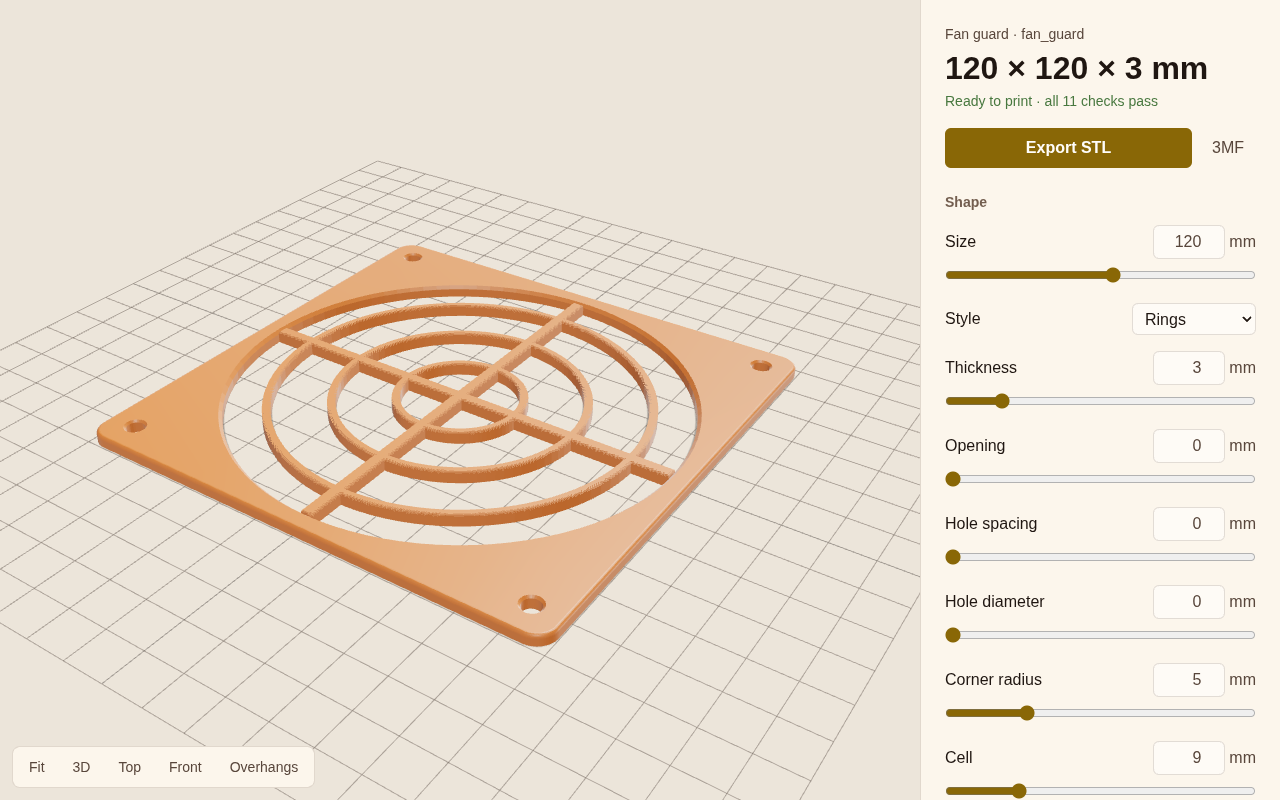 Fan guard · fan_guard
120 × 120 × 3 mm
Ready to print · all 11 checks pass
Export STL
3MF
Shape
Size 120 mm
Style Rings
Thickness 3 mm
Opening 0 mm
Hole spacing 0 mm
Hole diameter 0 mm
Corner radius 5 mm
Cell 9 mm
Fit 3D Top Front Overhangs